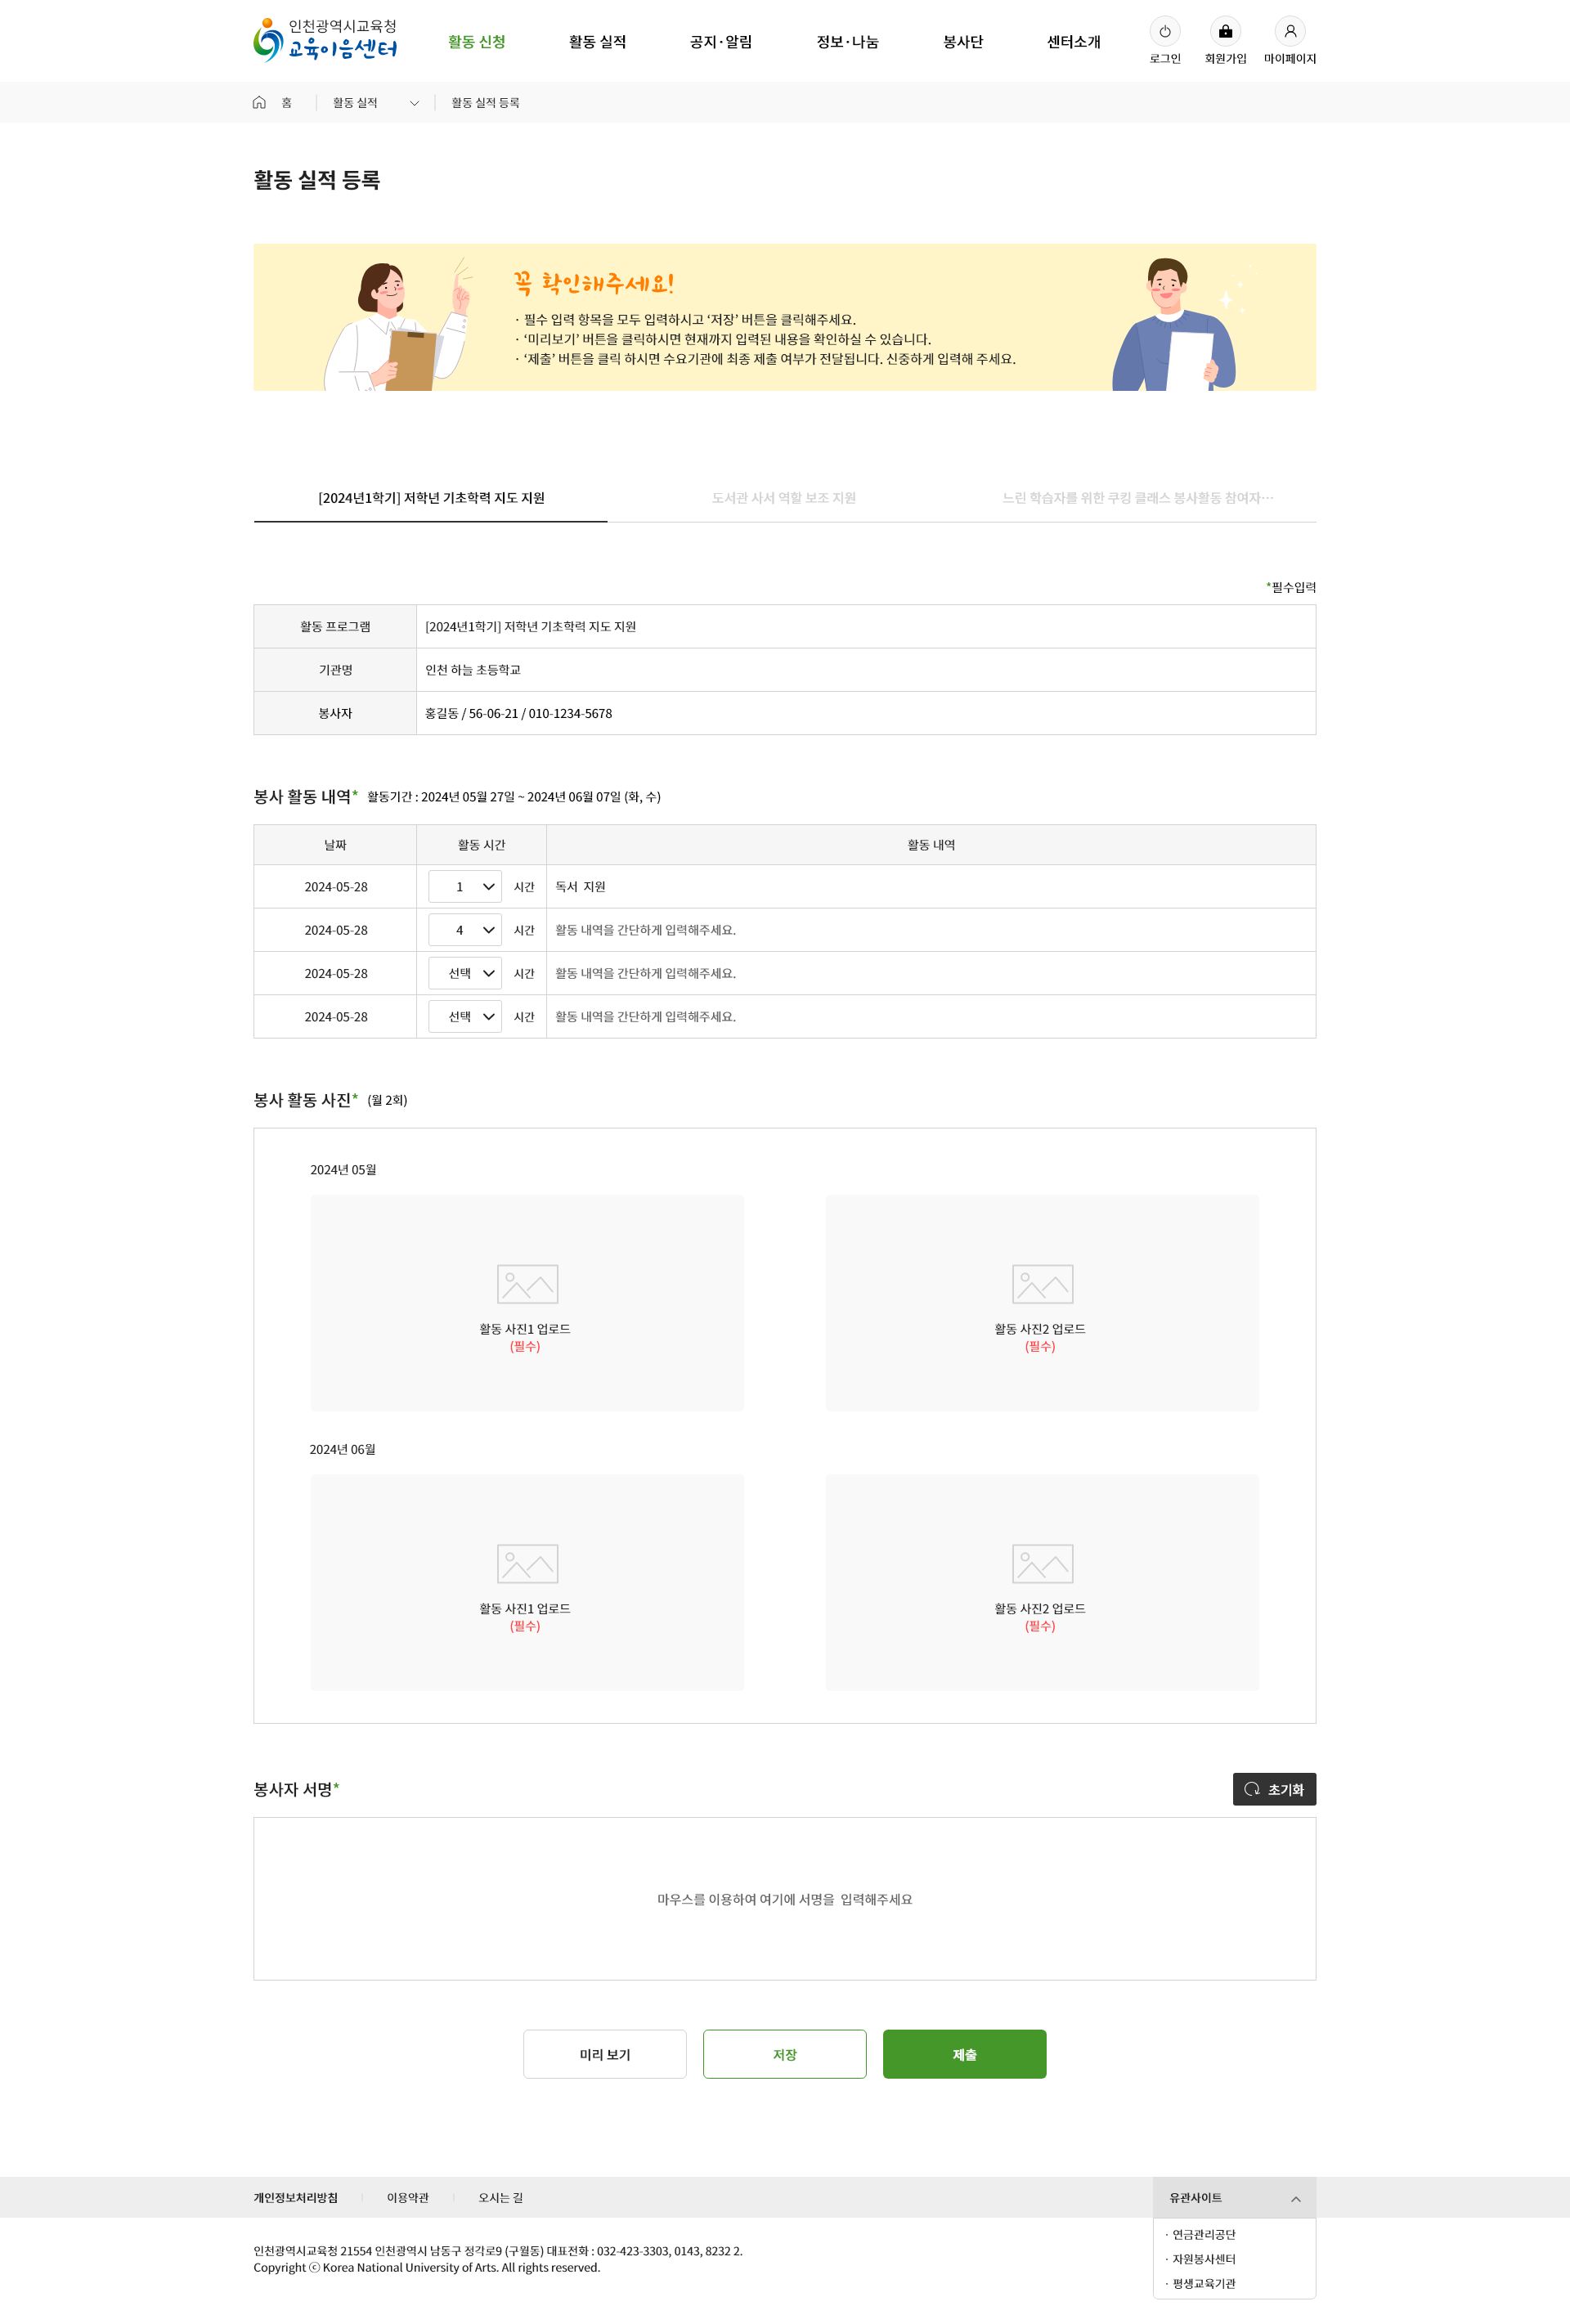 인천광역시교육청
교육이음센터
활동 신청
활동 실적
공지·알림
정보·나눔
봉사단
센터소개
로그인
회원가입
마이페이지
홈
활동 실적
활동 실적 등록
활동 실적 등록
꼭 확인해주세요!
· 필수 입력 항목을 모두 입력하시고 ‘저장’ 버튼을 클릭해주세요.
· ‘미리보기’ 버튼을 클릭하시면 현재까지 입력된 내용을 확인하실 수 있습니다.
· ‘제출’ 버튼을 클릭 하시면 수요기관에 최종 제출 여부가 전달됩니다. 신중하게 입력해 주세요.
[2024년1학기] 저학년 기초학력 지도 지원
도서관 사서 역할 보조 지원
느린 학습자를 위한 쿠킹 클래스 봉사활동 참여자…
*필수입력
활동 프로그램
[2024년1학기] 저학년 기초학력 지도 지원
기관명
인천 하늘 초등학교
봉사자
홍길동 / 56-06-21 / 010-1234-5678
봉사 활동 내역* 활동기간 : 2024년 05월 27일 ~ 2024년 06월 07일 (화, 수)
날짜 활동 시간 활동 내역
2024-05-28 1 시간 독서 지원
2024-05-28 4 시간 활동 내역을 간단하게 입력해주세요.
2024-05-28 선택 시간 활동 내역을 간단하게 입력해주세요.
2024-05-28 선택 시간 활동 내역을 간단하게 입력해주세요.
봉사 활동 사진* (월 2회)
2024년 05월
활동 사진1 업로드
(필수)
활동 사진2 업로드
(필수)
2024년 06월
활동 사진1 업로드
(필수)
활동 사진2 업로드
(필수)
봉사자 서명*
초기화
마우스를 이용하여 여기에 서명을 입력해주세요
미리 보기
저장
제출
개인정보처리방침
이용약관
오시는 길
유관사이트
· 연금관리공단
· 자원봉사센터
· 평생교육기관
인천광역시교육청 21554 인천광역시 남동구 정각로9 (구월동) 대표전화 : 032-423-3303, 0143, 8232 2.
Copyright ⓒ Korea National University of Arts. All rights reserved.